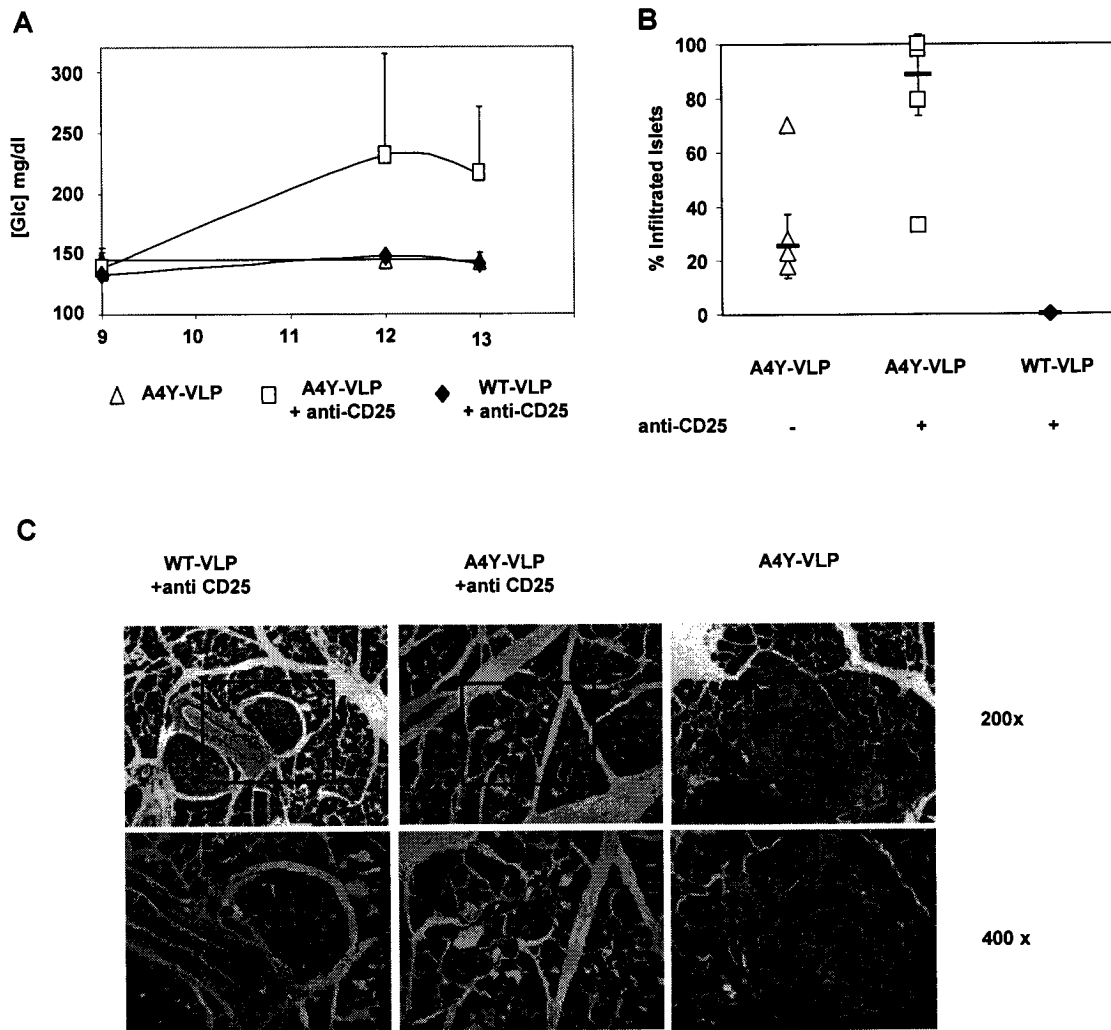 A
300
250
200
150
100
[Glc] mg/dl
9 10 11 12 13
A4Y-VLP
A4Y-VLP
+ anti-CD25
WT-VLP
+ anti-CD25
B
100
80
60
40
20
0
% Infiltrated Islets
A4Y-VLP A4Y-VLP WT-VLP
anti-CD25 - + +
C
WT-VLP
+anti CD25
A4Y-VLP
+ anti CD25
A4Y-VLP
200x
400 x